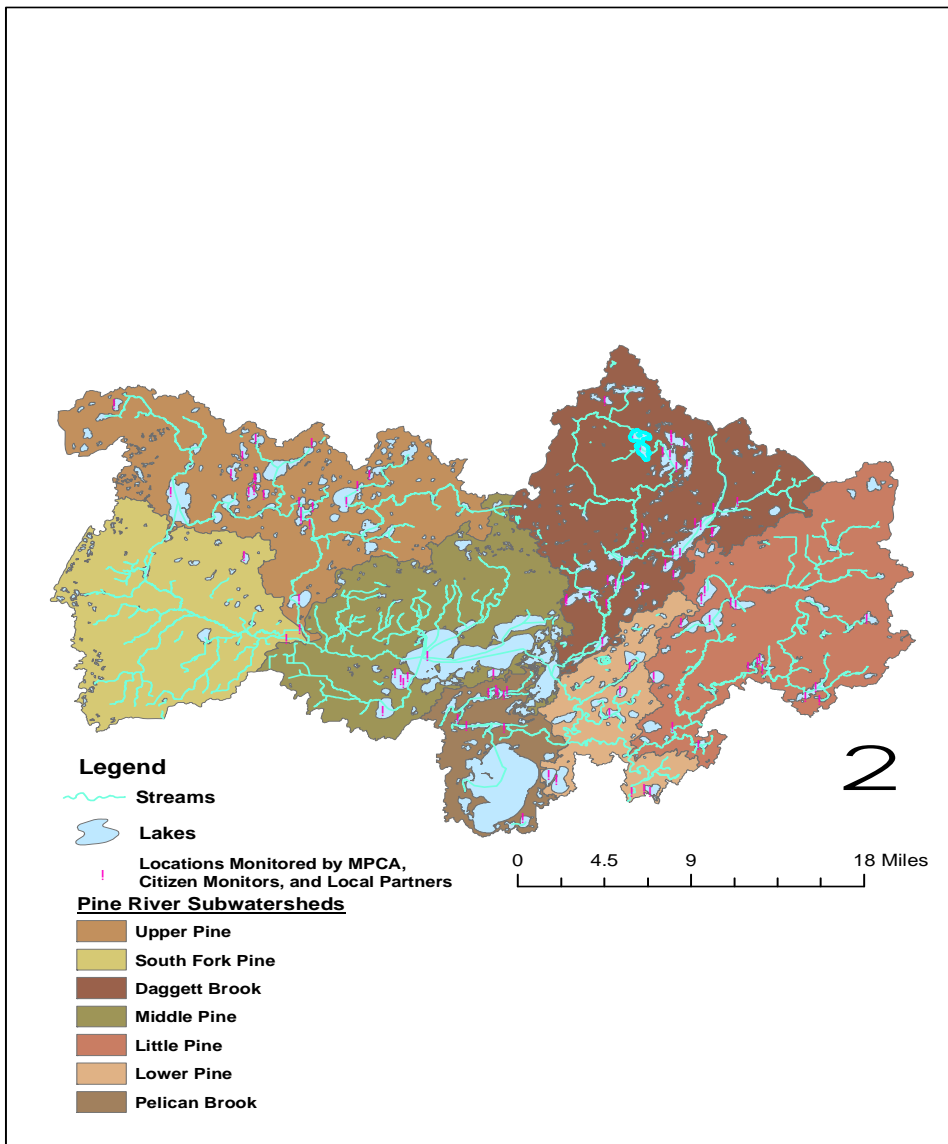 2
Legend
Streams
Lakes
Locations Monitored by MPCA,
Citizen Monitors, and Local Partners
0 4.5 9 18 Miles
Pine River Subwatersheds
Upper Pine
South Fork Pine
Daggett Brook
Middle Pine
Little Pine
Lower Pine
Pelican Brook